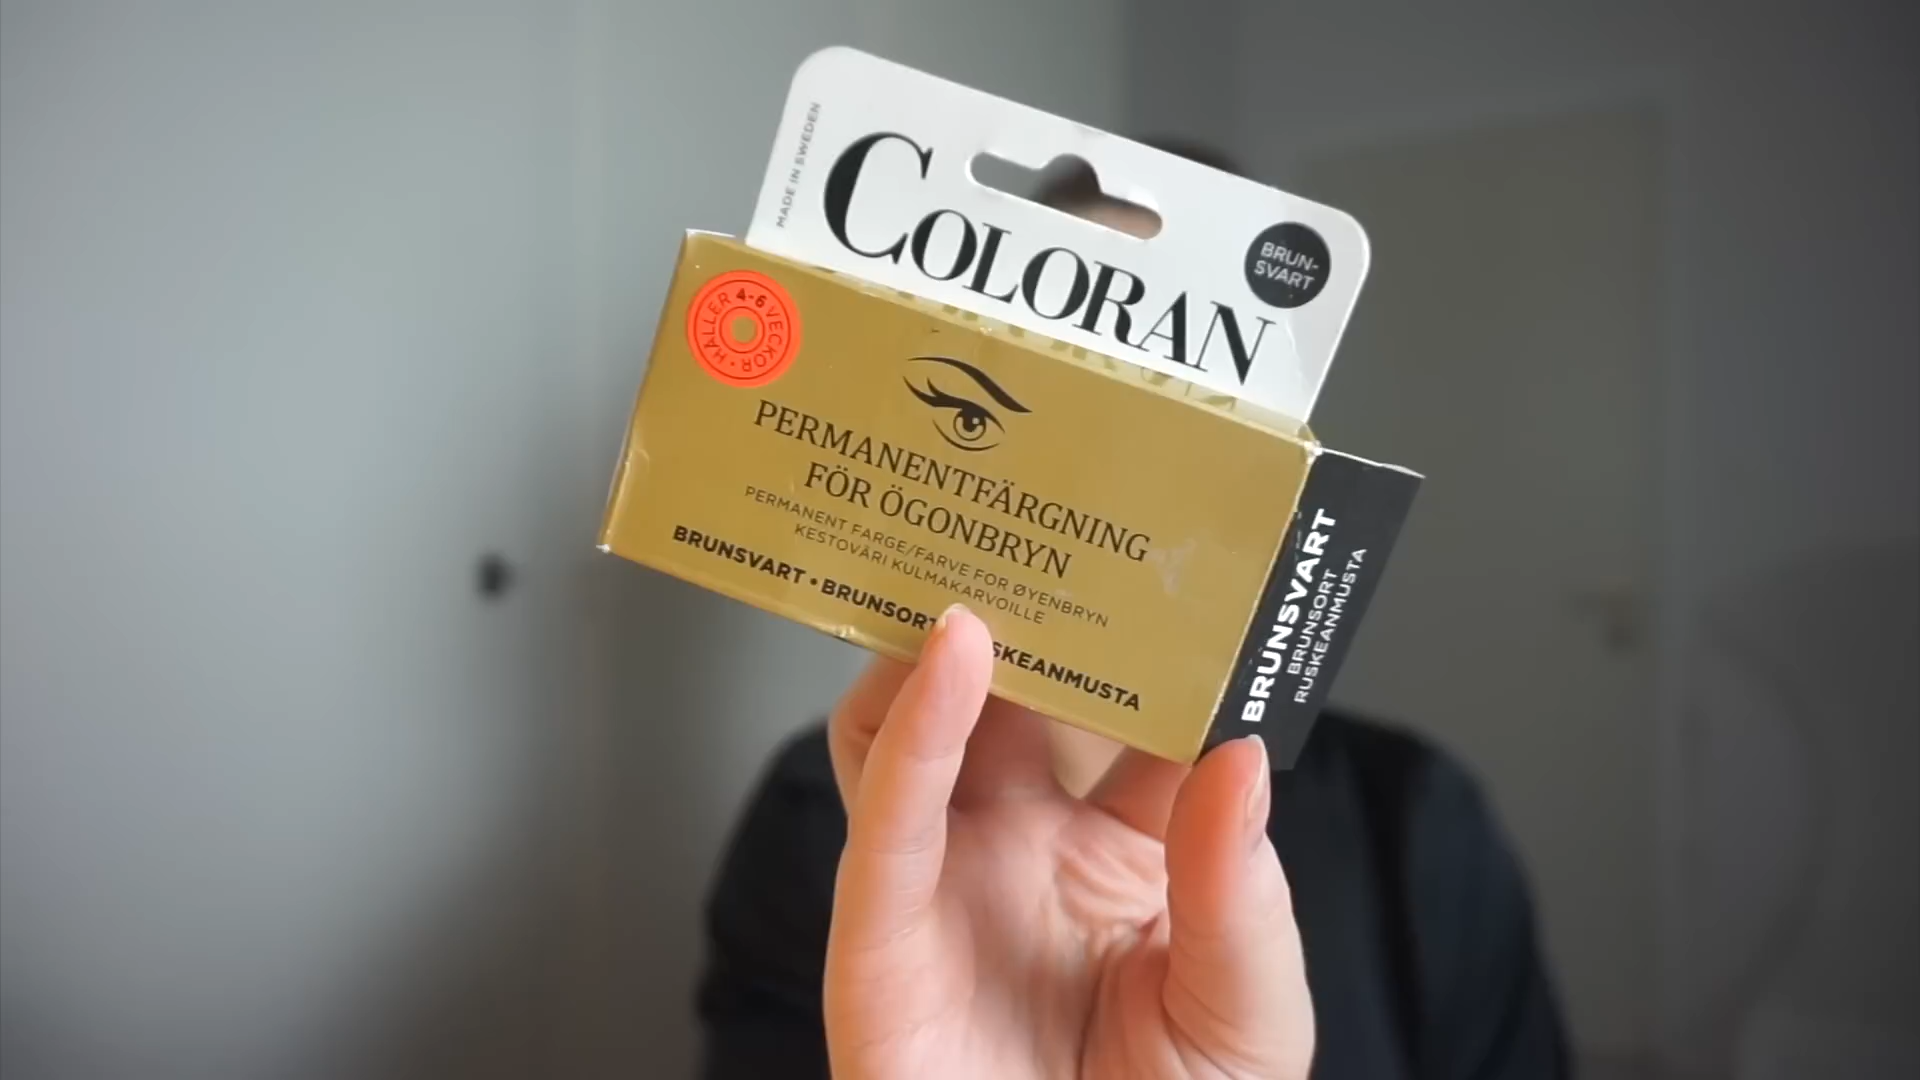 MADE IN SWEDEN
COLORAN
BRUN-
SVART
HÅLLER 4-6 VECKOR
PERMANENTFÄRGNING
FÖR ÖGONBRYN
PERMANENT FARGE/FARVE FOR ØYENBRYN
KESTOVÄRI KULMAKARVOILLE
BRUNSVART • BRUNSORT SKEANMUSTA
BRUNSVART
BRUNSORT
RUSKEANMUSTA